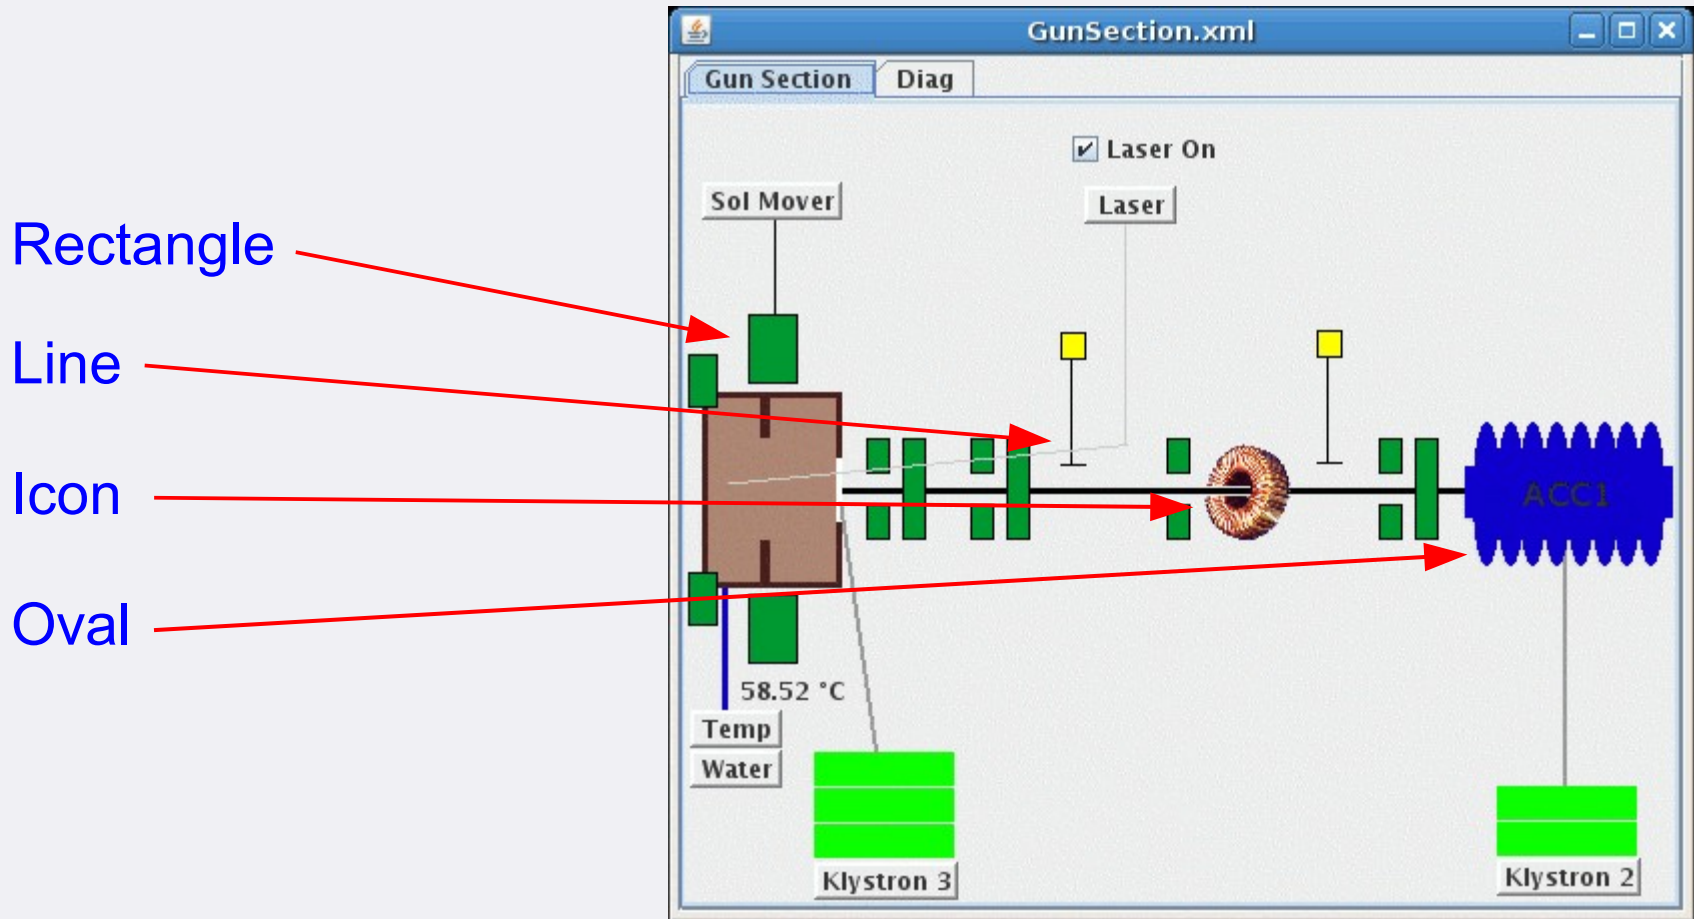 GunSection.xml
Gun Section
Diag
Laser On
Sol Mover
Laser
Rectangle
Line
Icon
ACC1
Oval
58.52 °C
Temp
Water
Klystron 3
Klystron 2